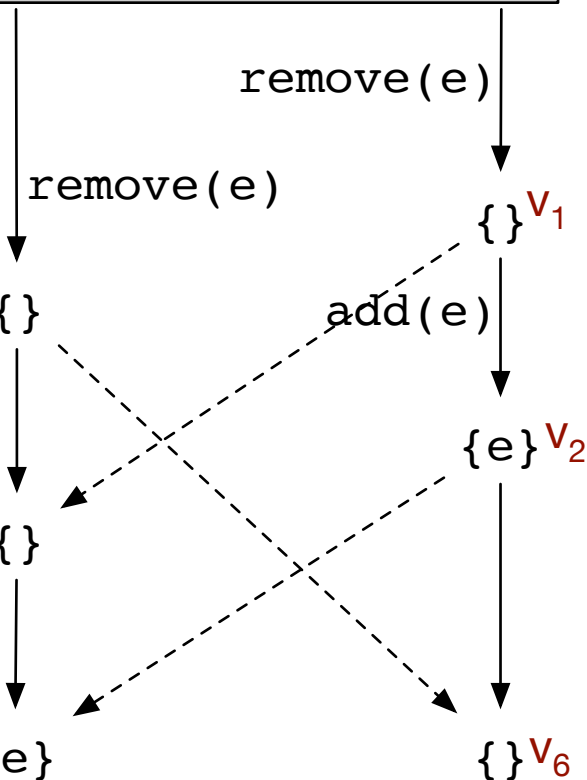 remove(e)
remove(e)
{} v1
{}
add(e)
{e} v2
{}
e}
{} v6